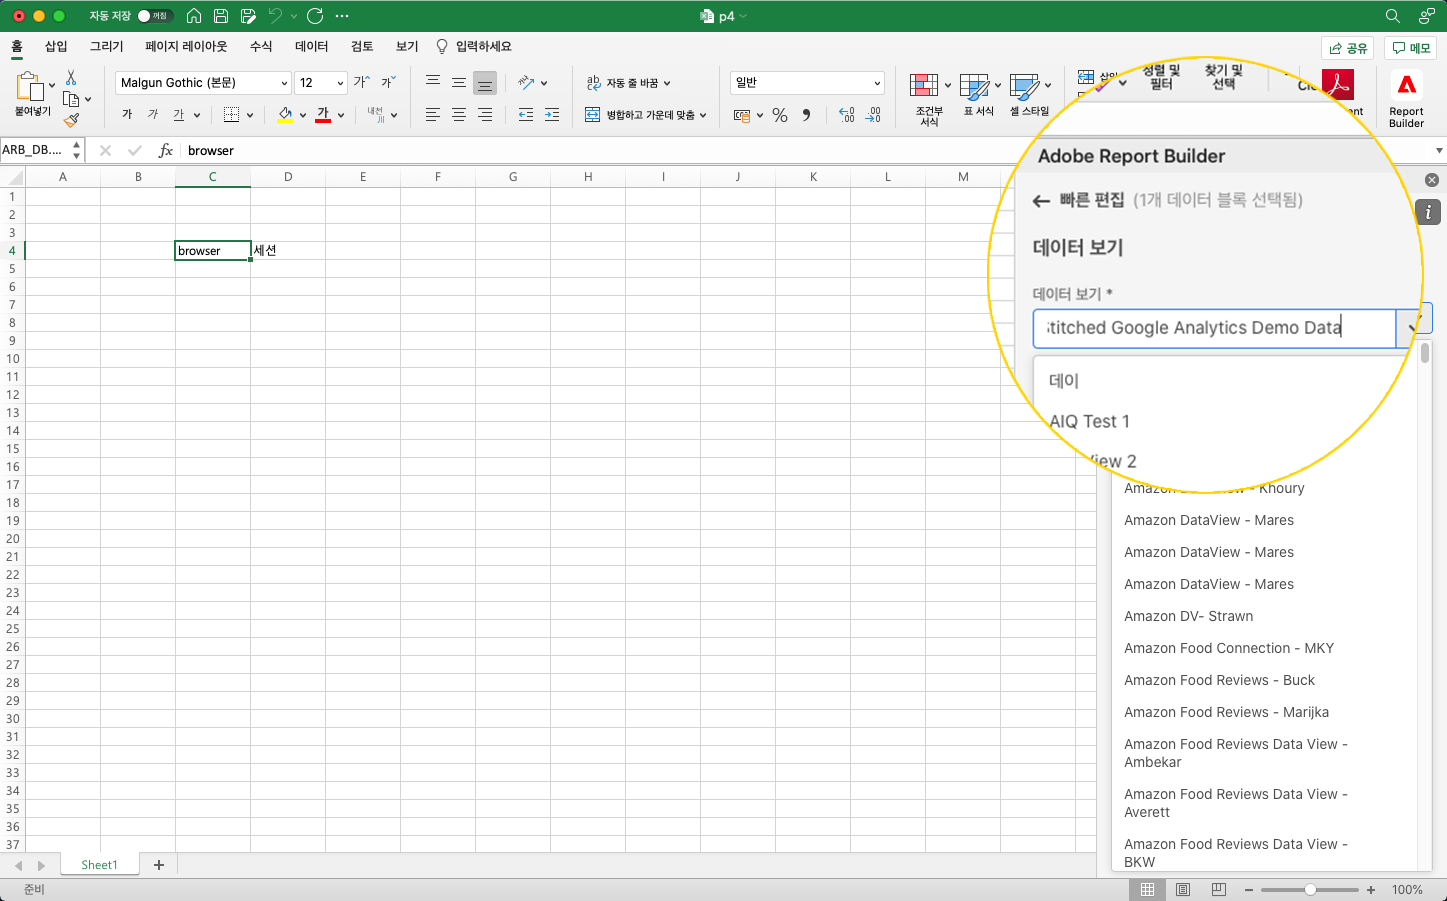 자동 저장 꺼짐
p4
홈 삽입 그리기 페이지 레이아웃 수식 데이터 검토 보기 입력하세요 공유 메모
붙여넣기
Malgun Gothic (본문) 12 가 가
가 가 가 가 내천
자동 줄 바꿈
병합하고 가운데 맞춤
일반
조건부
서식
표 서식
셀 스타일
삽입
정렬 및
필터
찾기 및
선택
Report
Builder
ARB_DB.... fx browser
A B C D E F G H I J K L M
1
2
3
4 browser 세션
5
6
7
8
9
10
11
12
13
14
15
16
17
18
19
20
21
22
23
24
25
26
27
28
29
30
31
32
33
34
35
36
37
Adobe Report Builder
빠른 편집 (1개 데이터 블록 선택됨)
데이터 보기
데이터 보기 *
Stitched Google Analytics Demo Data
데이
AIQ Test 1
View 2
Amazon - Khoury
Amazon DataView - Mares
Amazon DataView - Mares
Amazon DataView - Mares
Amazon DV- Strawn
Amazon Food Connection - MKY
Amazon Food Reviews - Buck
Amazon Food Reviews - Marijka
Amazon Food Reviews Data View -
Ambekar
Amazon Food Reviews Data View -
Averett
Amazon Food Reviews Data View -
BKW
Sheet1
준비 100%